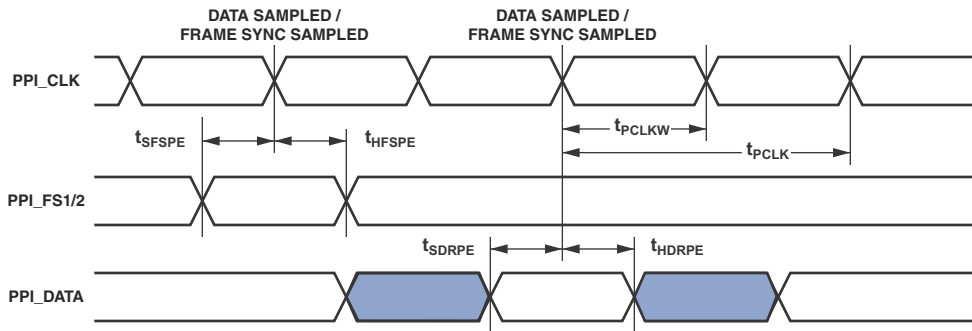 DATA SAMPLED /
FRAME SYNC SAMPLED
DATA SAMPLED /
FRAME SYNC SAMPLED
PPI_CLK
tSFSPE
tHFSPE
tPCLKW
tPCLK
PPI_FS1/2
tSDRPE
tHDRPE
PPI_DATA